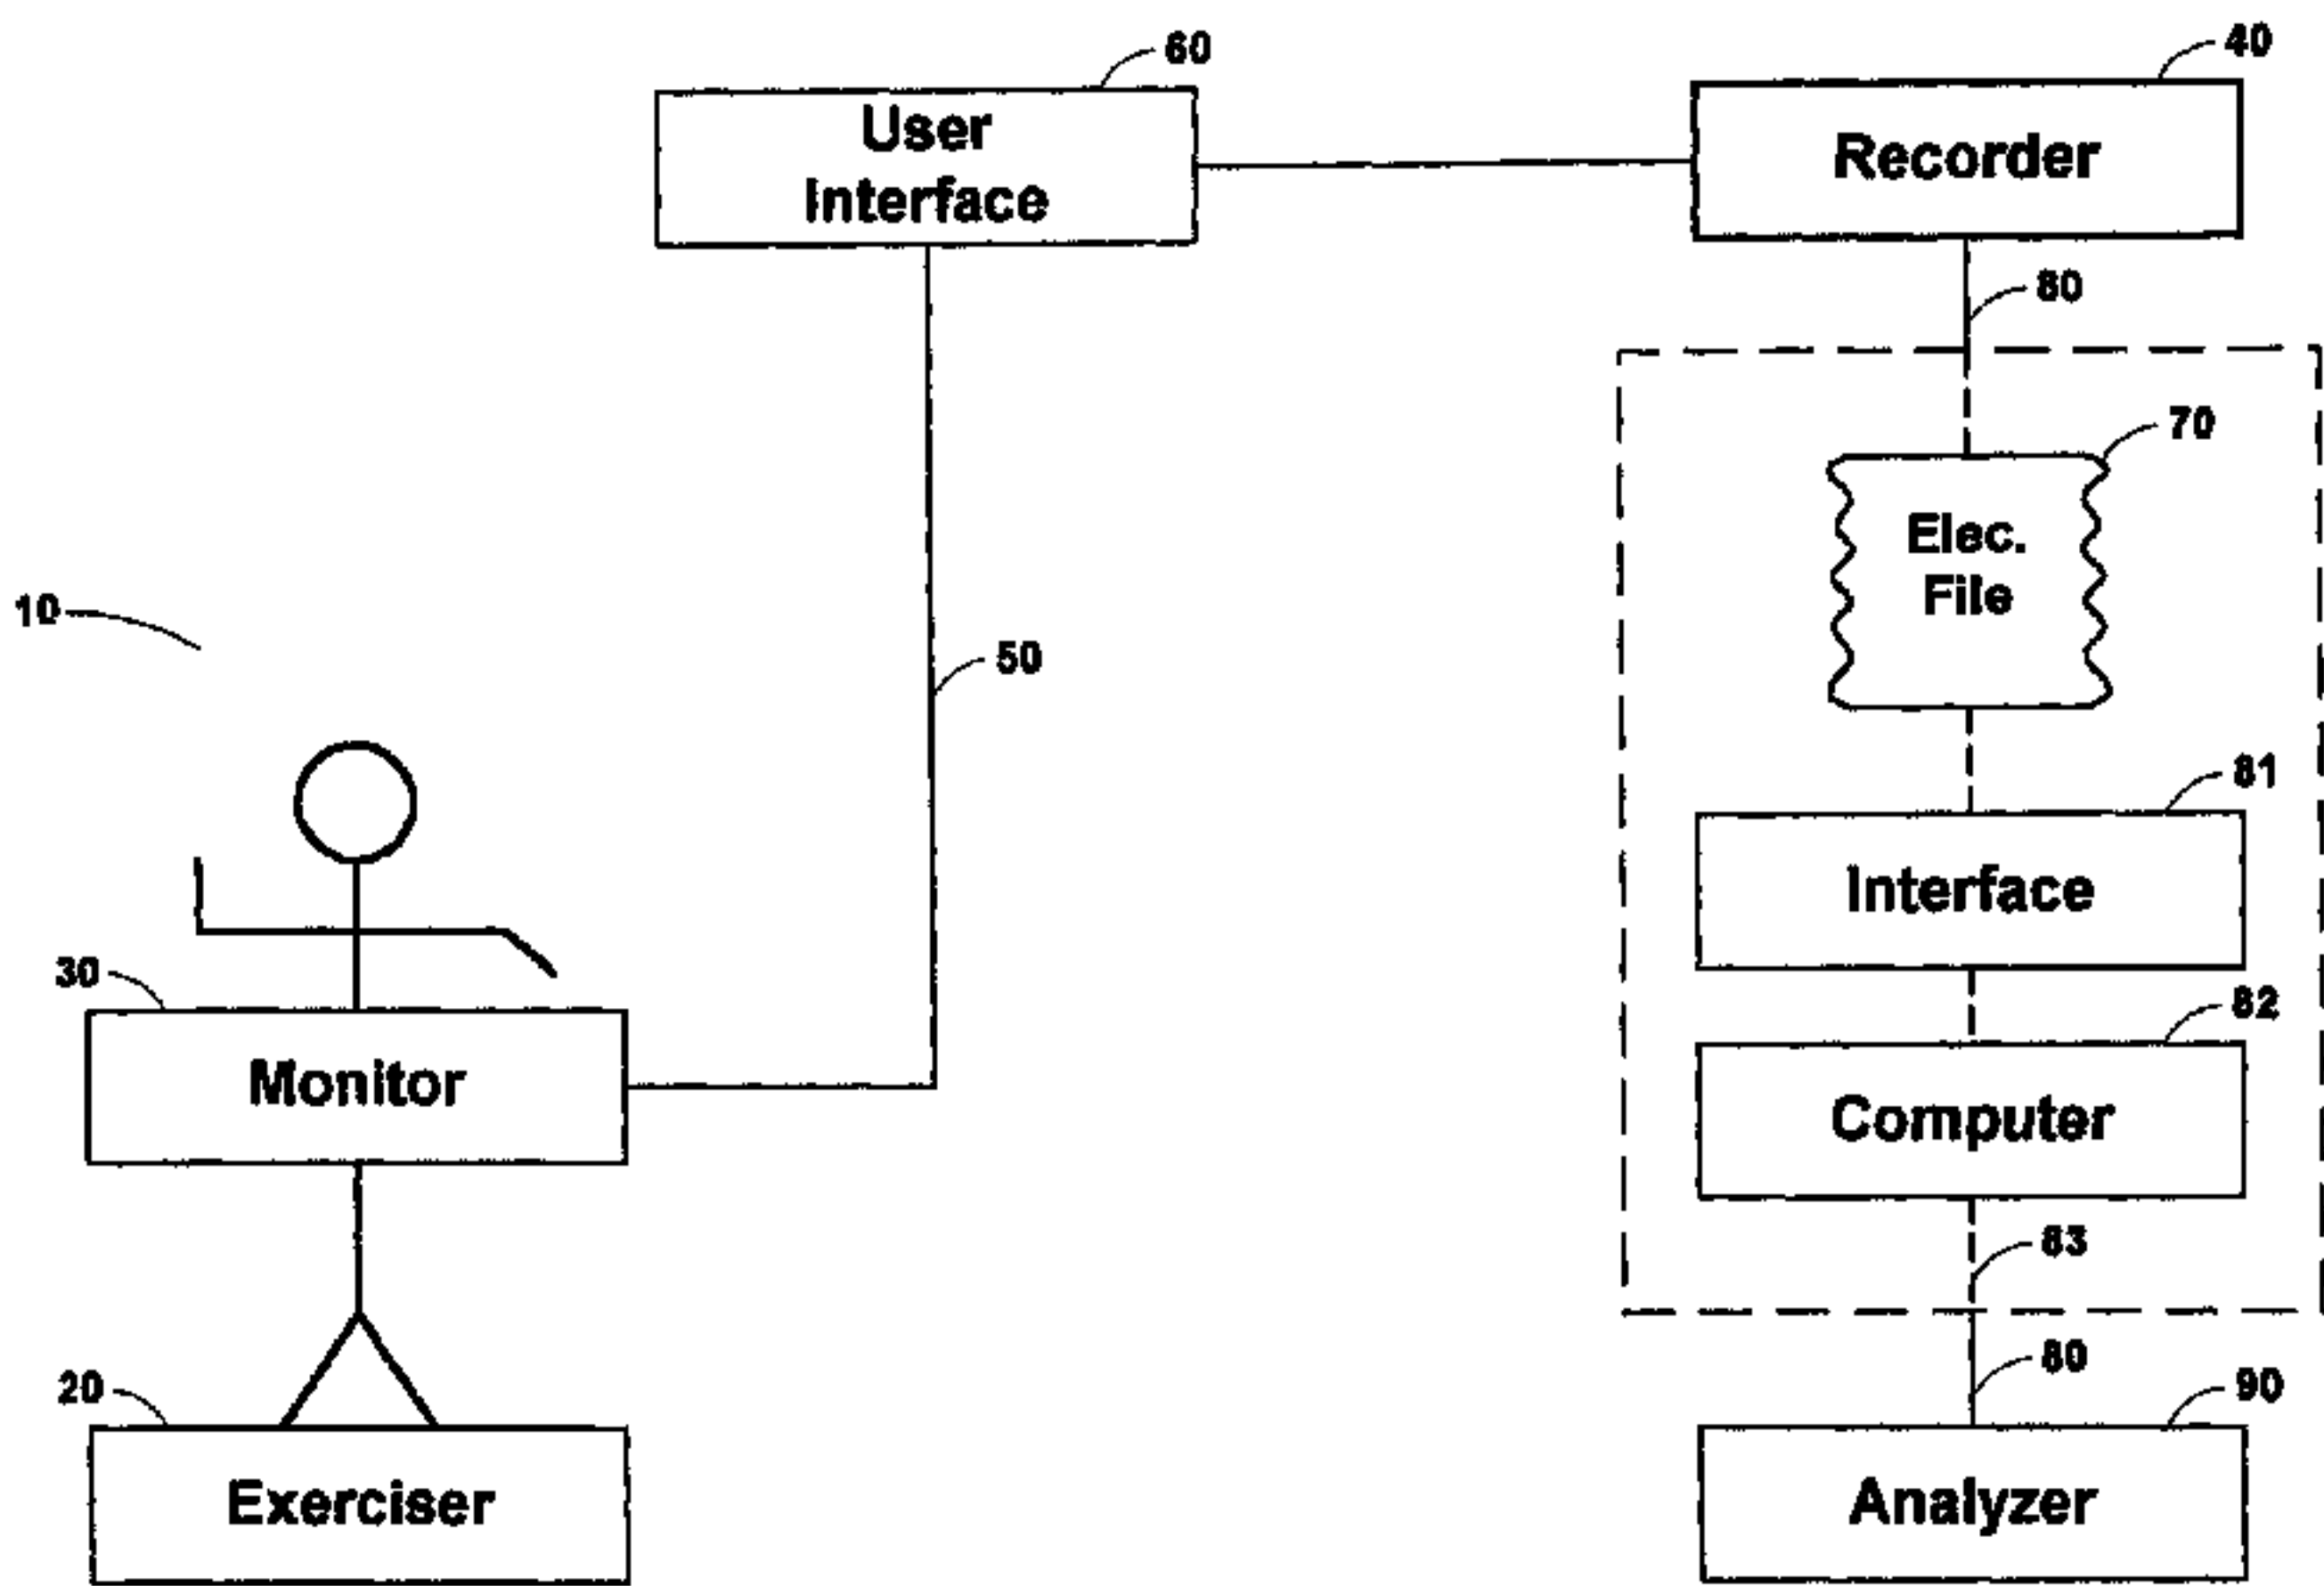 60
User
Interface
40
Recorder
80
70
Elec.
File
10
50
81
Interface
30
Monitor
82
Computer
83
80
20
Exerciser
90
Analyzer